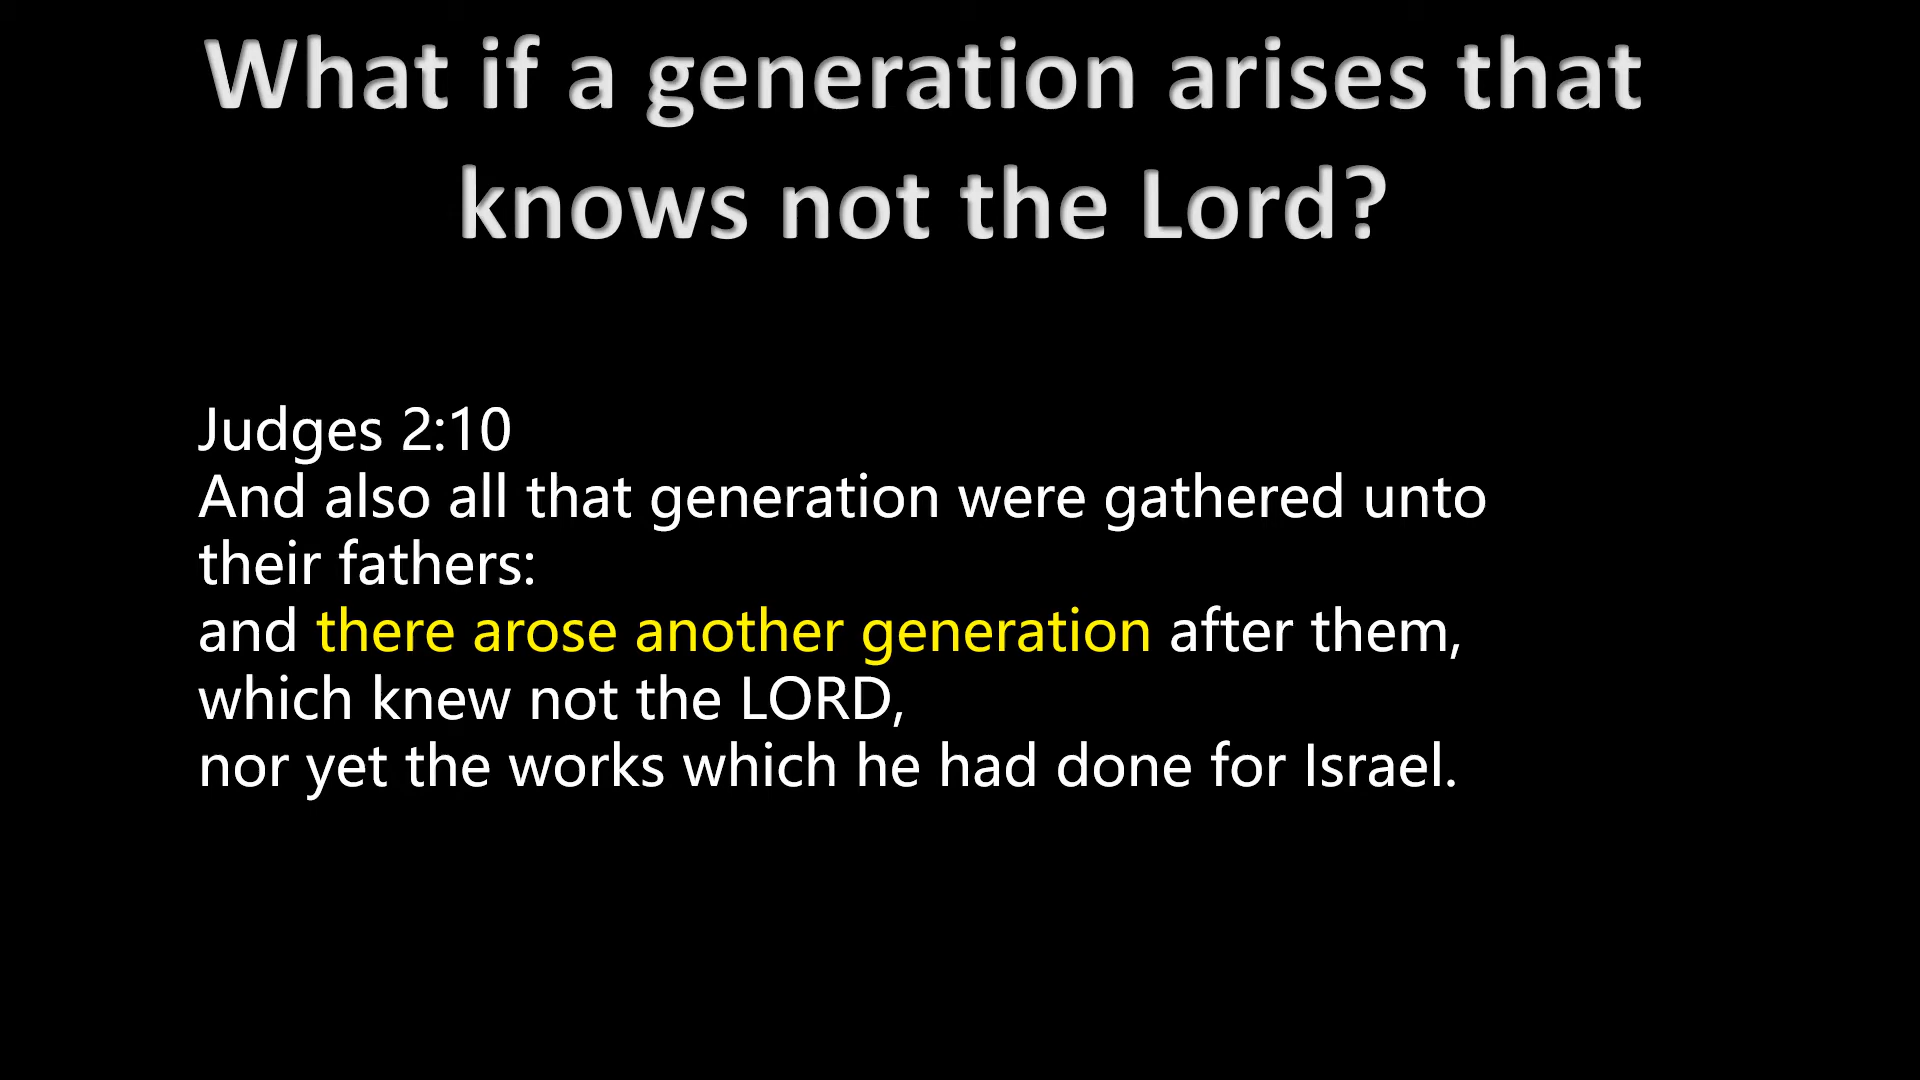 What if a generation arises that
knows not the Lord?
Judges 2:10
And also all that generation were gathered unto
their fathers:
and there arose another generation after them,
which knew not the LORD,
nor yet the works which he had done for Israel.